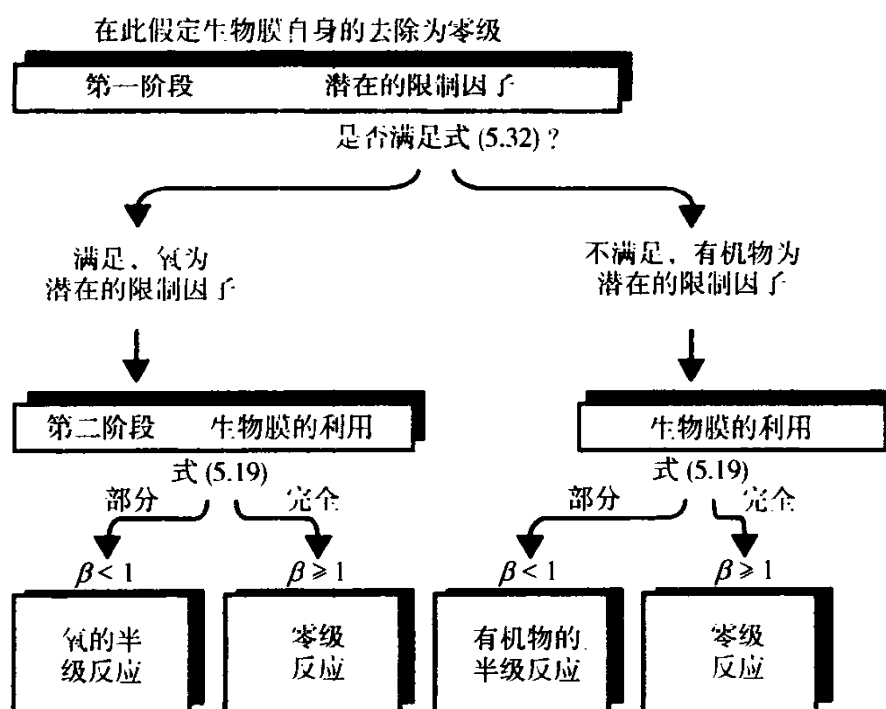 在此假定生物膜自身的去除为零级
第一阶段 潜在的限制因子
是否满足式 (5.32)?
满足，氧为
潜在的限制因子
不满足，有机物为
潜在的限制因子
第二阶段 生物膜的利用
生物膜的利用
式 (5.19)
式 (5.19)
部分 完全
部分 完全
β < 1
β ⩾ 1
β < 1
β ⩾ 1
氧的半
级反应
零级
反应
有机物的
半级反应
零级
反应